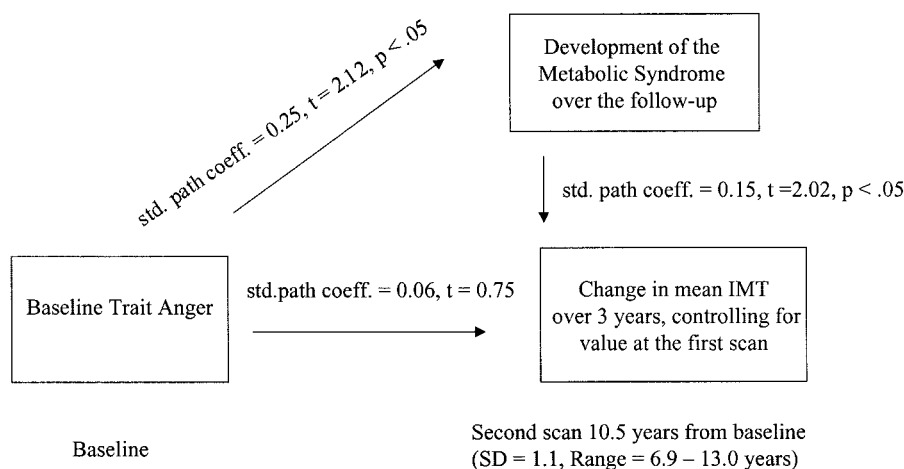 Development of the
Metabolic Syndrome
over the follow-up
std. path coeff. = 0.25, t = 2.12, p < .05
std. path coeff. = 0.15, t =2.02, p < .05
Baseline Trait Anger
std.path coeff. = 0.06, t = 0.75
Change in mean IMT
over 3 years, controlling for
value at the first scan
Baseline
Second scan 10.5 years from baseline
(SD = 1.1, Range = 6.9 – 13.0 years)